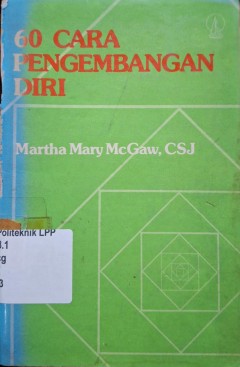 60 CARA
PENGEMBANGAN
DIRI
Martha Mary McGaw, CSJ
Politeknik LPP